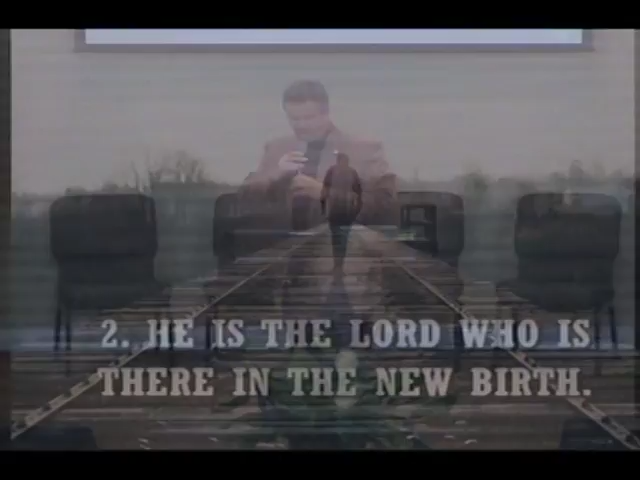 2. HE IS THE LORD WHO IS
THERE IN THE NEW BIRTH.